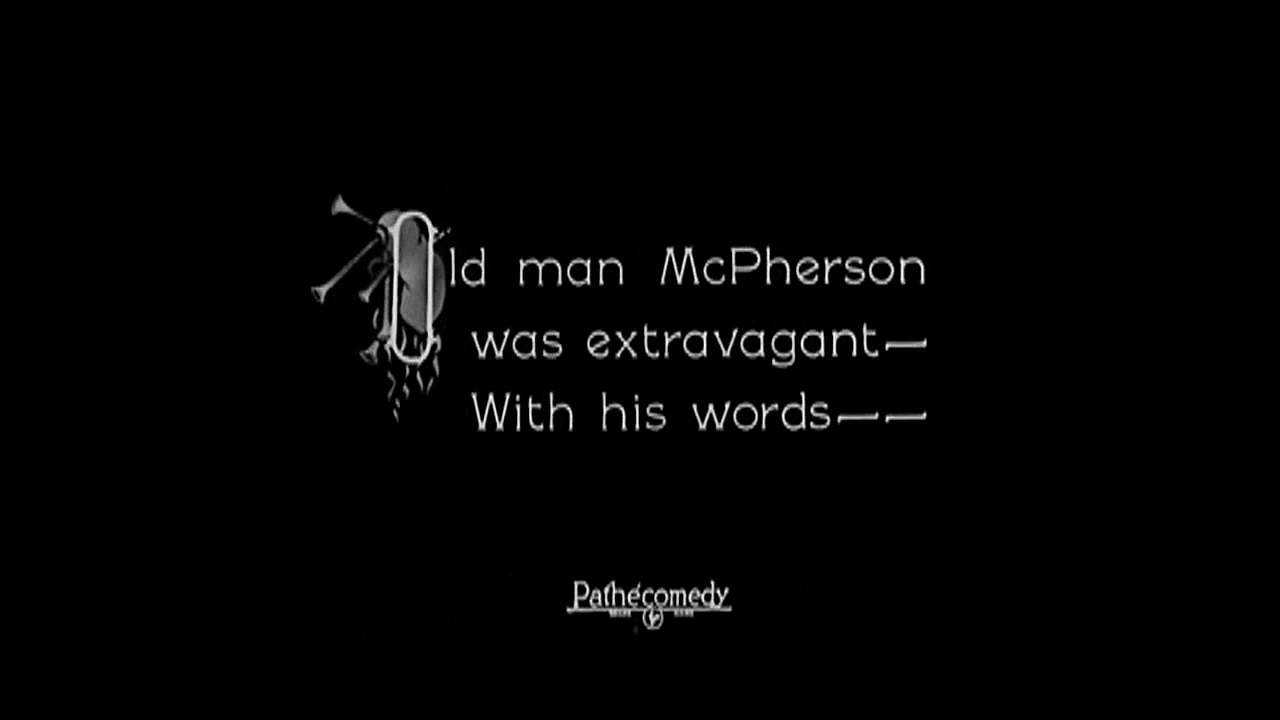 Old man McPherson
was extravagant—
With his words——
Pathécomedy